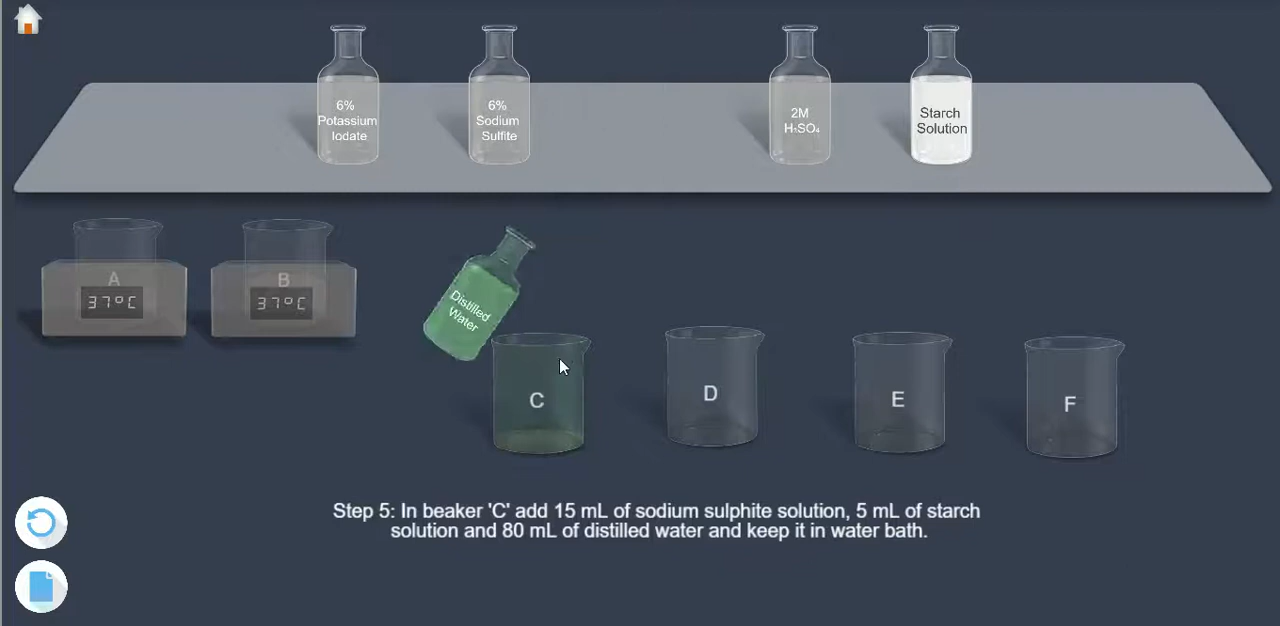 6%
Potassium
Iodate
6%
Sodium
Sulfite
2M
H₂SO₄
Starch
Solution
A
37°C
B
37°C
Distilled
Water
C
D
E
F
Step 5: In beaker 'C' add 15 mL of sodium sulphite solution, 5 mL of starch
solution and 80 mL of distilled water and keep it in water bath.